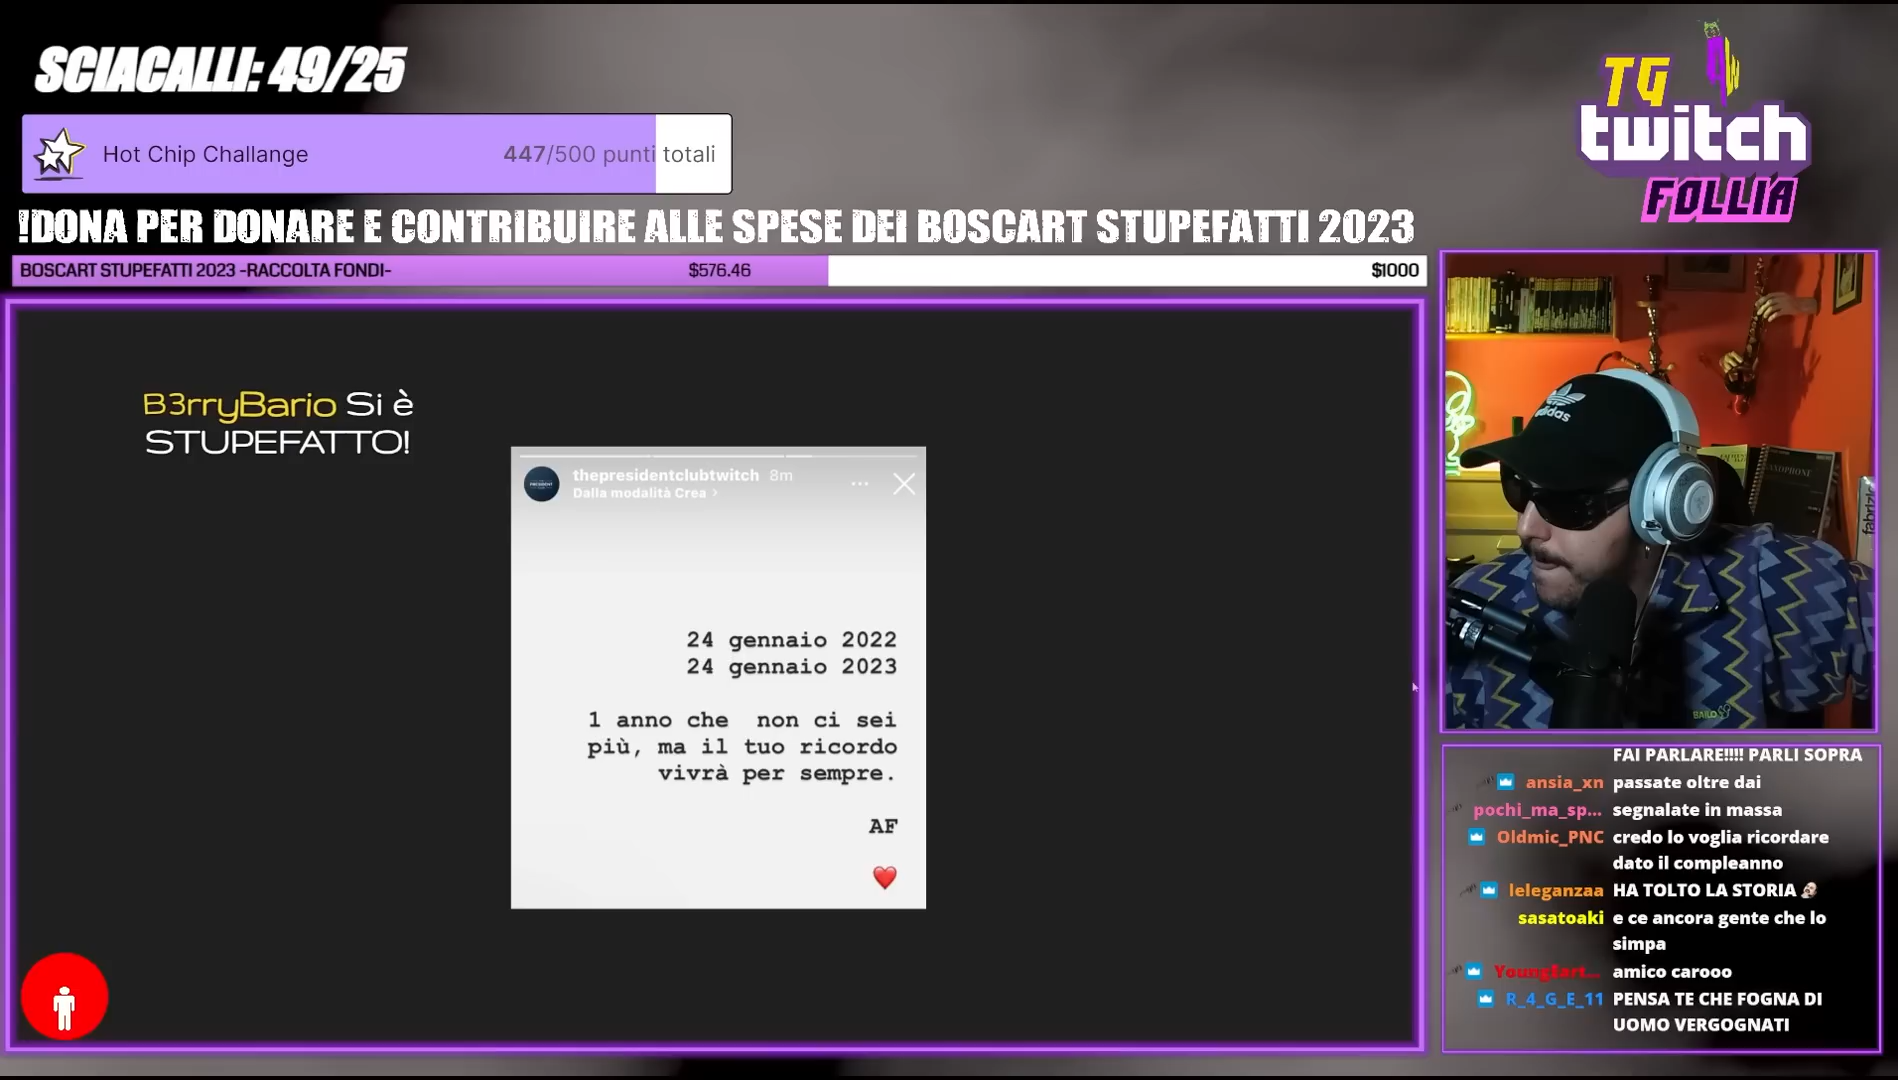 SCIACALLI: 49/25
Hot Chip Challange
447/500 punti totali
!DONA PER DONARE E CONTRIBUIRE ALLE SPESE DEI BOSCART STUPEFATTI 2023
BOSCART STUPEFATTI 2023 -RACCOLTA FONDI-
$576.46
$1000
TG
twitch
FOLLIA
B3rryBario Si è
STUPEFATTO!
thepresidentclubtwitch 8m
Dalla modalità Crea
24 gennaio 2022
24 gennaio 2023
1 anno che non ci sei
più, ma il tuo ricordo
vivrà per sempre.
AF
adidas
SAXOPHONE
BAILO
FAI PARLARE!!!! PARLI SOPRA
ansia_xn passate oltre dai
pochi_ma_sp... segnalate in massa
Oldmic_PNC credo lo voglia ricordare
dato il compleanno
leleganzaa HA TOLTO LA STORIA
sasatoaki e ce ancora gente che lo
simpa
YoungEart... amico carooo
R_4_G_E_11 PENSA TE CHE FOGNA DI
UOMO VERGOGNATI